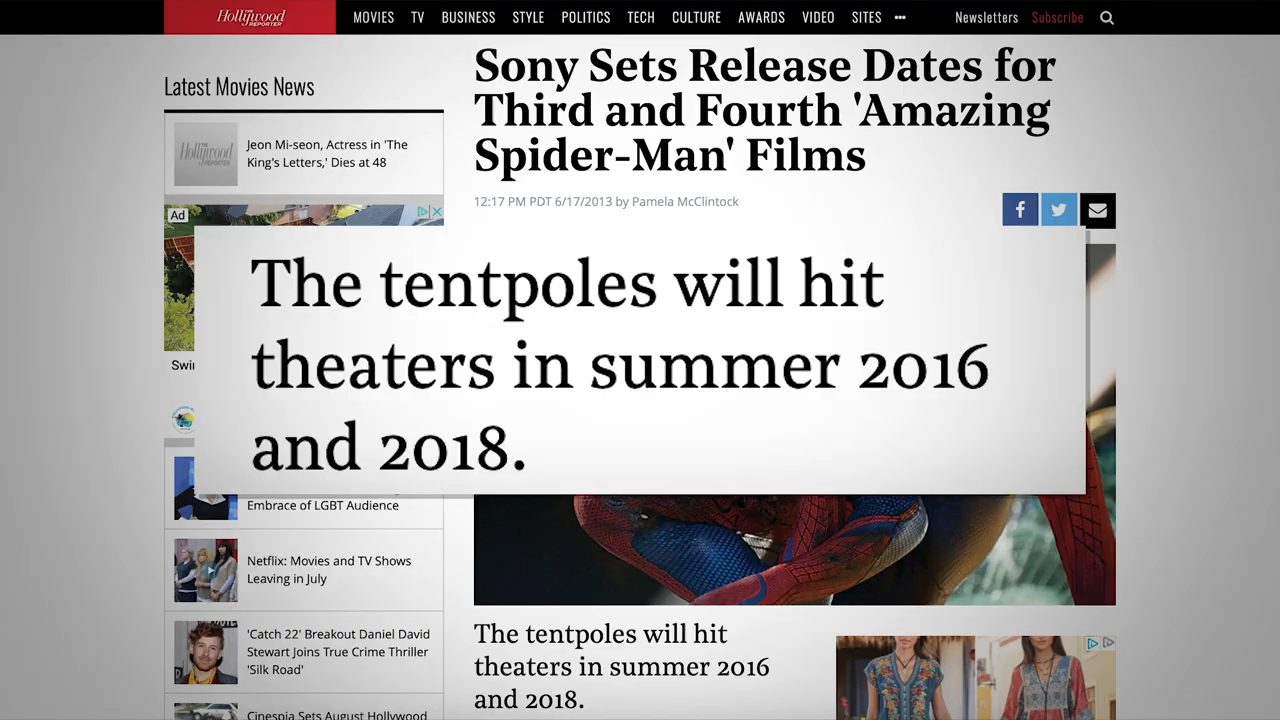 The Hollywood REPORTER
MOVIES TV BUSINESS STYLE POLITICS TECH CULTURE AWARDS VIDEO SITES ••• Newsletters Subscribe
Latest Movies News
Jeon Mi-seon, Actress in 'The
King's Letters,' Dies at 48
Ad
Swi
Embrace of LGBT Audience
Netflix: Movies and TV Shows
Leaving in July
'Catch 22' Breakout Daniel David
Stewart Joins True Crime Thriller
'Silk Road'
Cinespia Sets August Hollywood
Sony Sets Release Dates for
Third and Fourth 'Amazing
Spider-Man' Films
12:17 PM PDT 6/17/2013 by Pamela McClintock
The tentpoles will hit
theaters in summer 2016
and 2018.
The tentpoles will hit
theaters in summer 2016
and 2018.